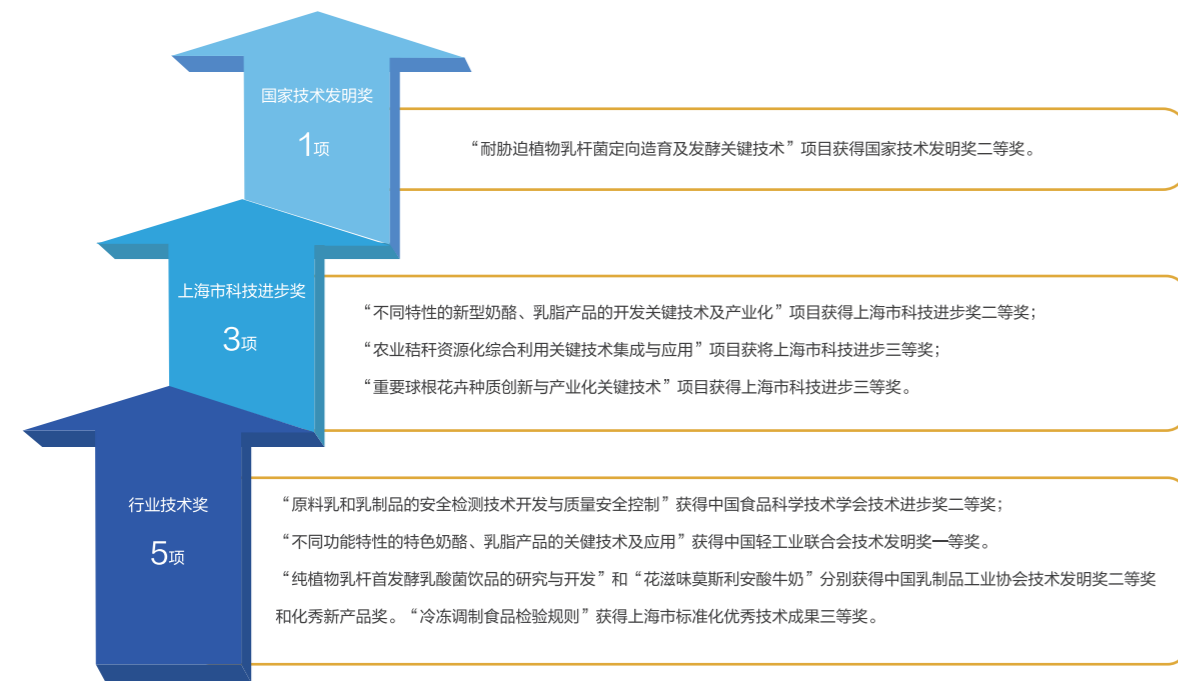 国家技术发明奖
1项
“耐胁迫植物乳杆菌定向造育及发酵关键技术”项目获得国家技术发明奖二等奖。
上海市科技进步奖
3项
“不同特性的新型奶酪、乳脂产品的开发关键技术及产业化”项目获得上海市科技进步奖二等奖；
“农业秸秆资源化综合利用关键技术集成与应用”项目获将上海市科技进步三等奖；
“重要球根花卉种质创新与产业化关键技术”项目获得上海市科技进步三等奖。
行业技术奖
5项
“原料乳和乳制品的安全检测技术开发与质量安全控制”获得中国食品科学技术学会技术进步奖二等奖；
“不同功能特性的特色奶酪、乳脂产品的关健技术及应用”获得中国轻工业联合会技术发明奖一等奖。
“纯植物乳杆首发酵乳酸菌饮品的研究与开发”和“花滋味莫斯利安酸牛奶”分别获得中国乳制品工业协会技术发明奖二等奖
和化秀新产品奖。“冷冻调制食品检验规则”获得上海市标准化优秀技术成果三等奖。